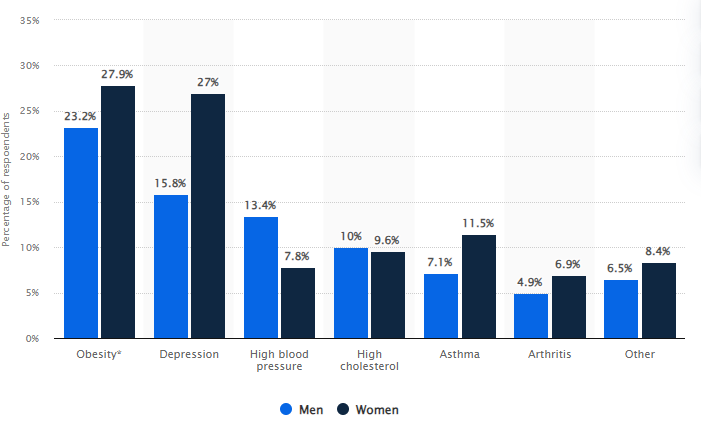 35%
30%
25%
20%
15%
10%
5%
0%
Percentage of respoendents
23.2%
27.9%
15.8%
27%
13.4%
7.8%
10%
9.6%
7.1%
11.5%
4.9%
6.9%
6.5%
8.4%
Obesity*
Depression
High blood
pressure
High
cholesterol
Asthma
Arthritis
Other
Men
Women